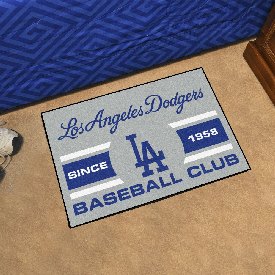 Los Angeles Dodgers
SINCE LA 1958
BASEBALL CLUB